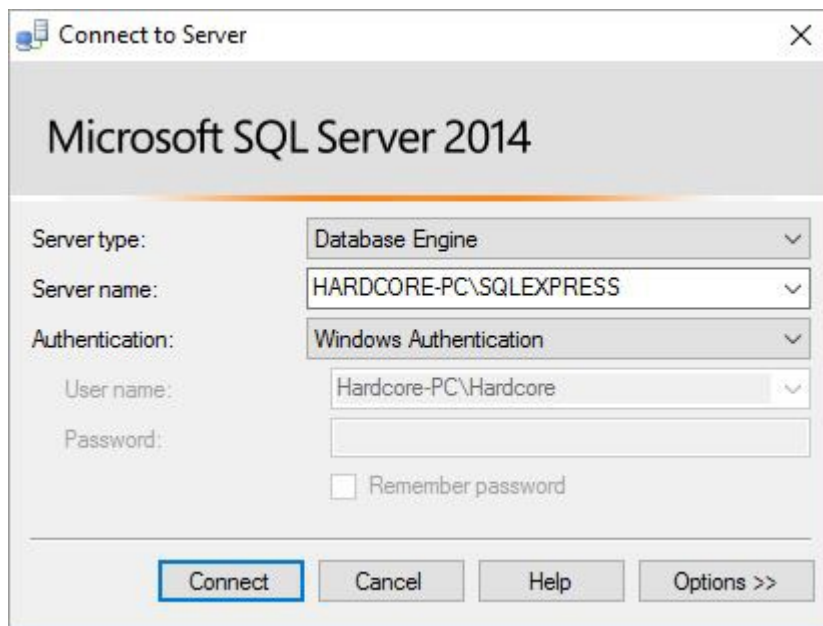 Connect to Server
Microsoft SQL Server 2014
Server type: Database Engine
Server name: HARDCORE-PC\SQLEXPRESS
Authentication: Windows Authentication
User name: Hardcore-PC\Hardcore
Password:
Remember password
Connect Cancel Help Options >>